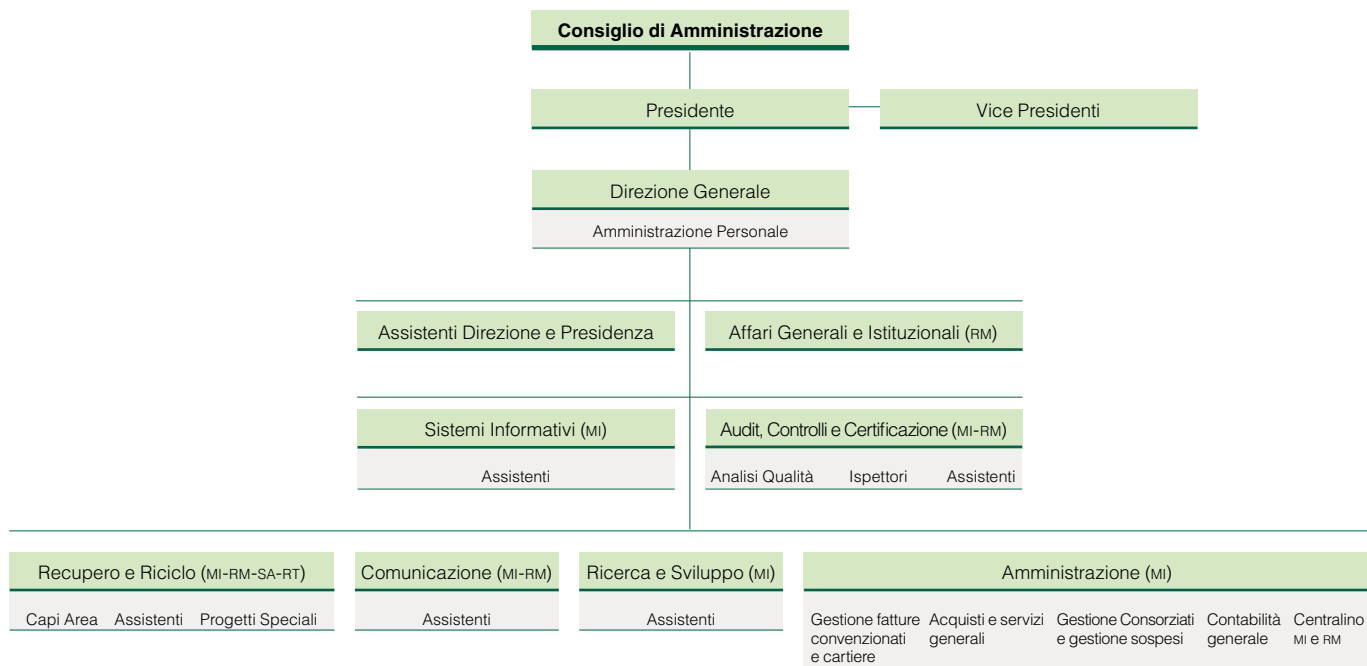 Consiglio di Amministrazione
Presidente
Vice Presidenti
Direzione Generale
Amministrazione Personale
Assistenti Direzione e Presidenza
Affari Generali e Istituzionali (RM)
Sistemi Informativi (MI)
Assistenti
Audit, Controlli e Certificazione (MI-RM)
Analisi Qualità Ispettori Assistenti
Recupero e Riciclo (MI-RM-SA-RT)
Capi Area Assistenti Progetti Speciali
Comunicazione (MI-RM)
Assistenti
Ricerca e Sviluppo (MI)
Assistenti
Amministrazione (MI)
Gestione fatture
convenzionati
e cartiere
Acquisti e servizi
generali
Gestione Consorziati
e gestione sospesi
Contabilità
generale
Centralino
MI e RM